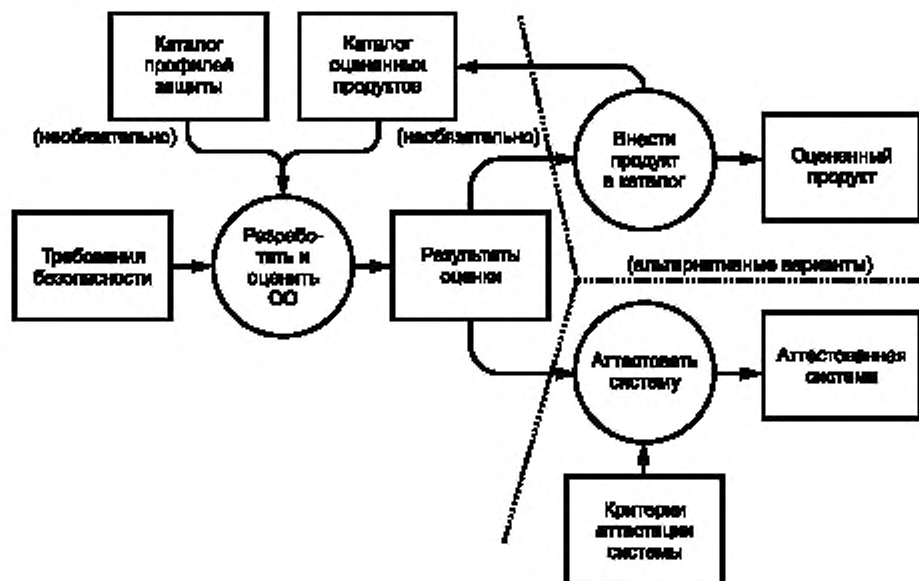 Каталог
профилей
защиты
Каталог
оцененных
продуктов
(необязательно)
(необязательно)
Внести
продукт
в каталог
Оцененный
продукт
Требования
безопасности
Разрабо-
тать и
оценить
ОО
Результаты
оценки
(альтернативные варианты)
Аттестовать
систему
Аттестованная
система
Критерии
аттестации
системы